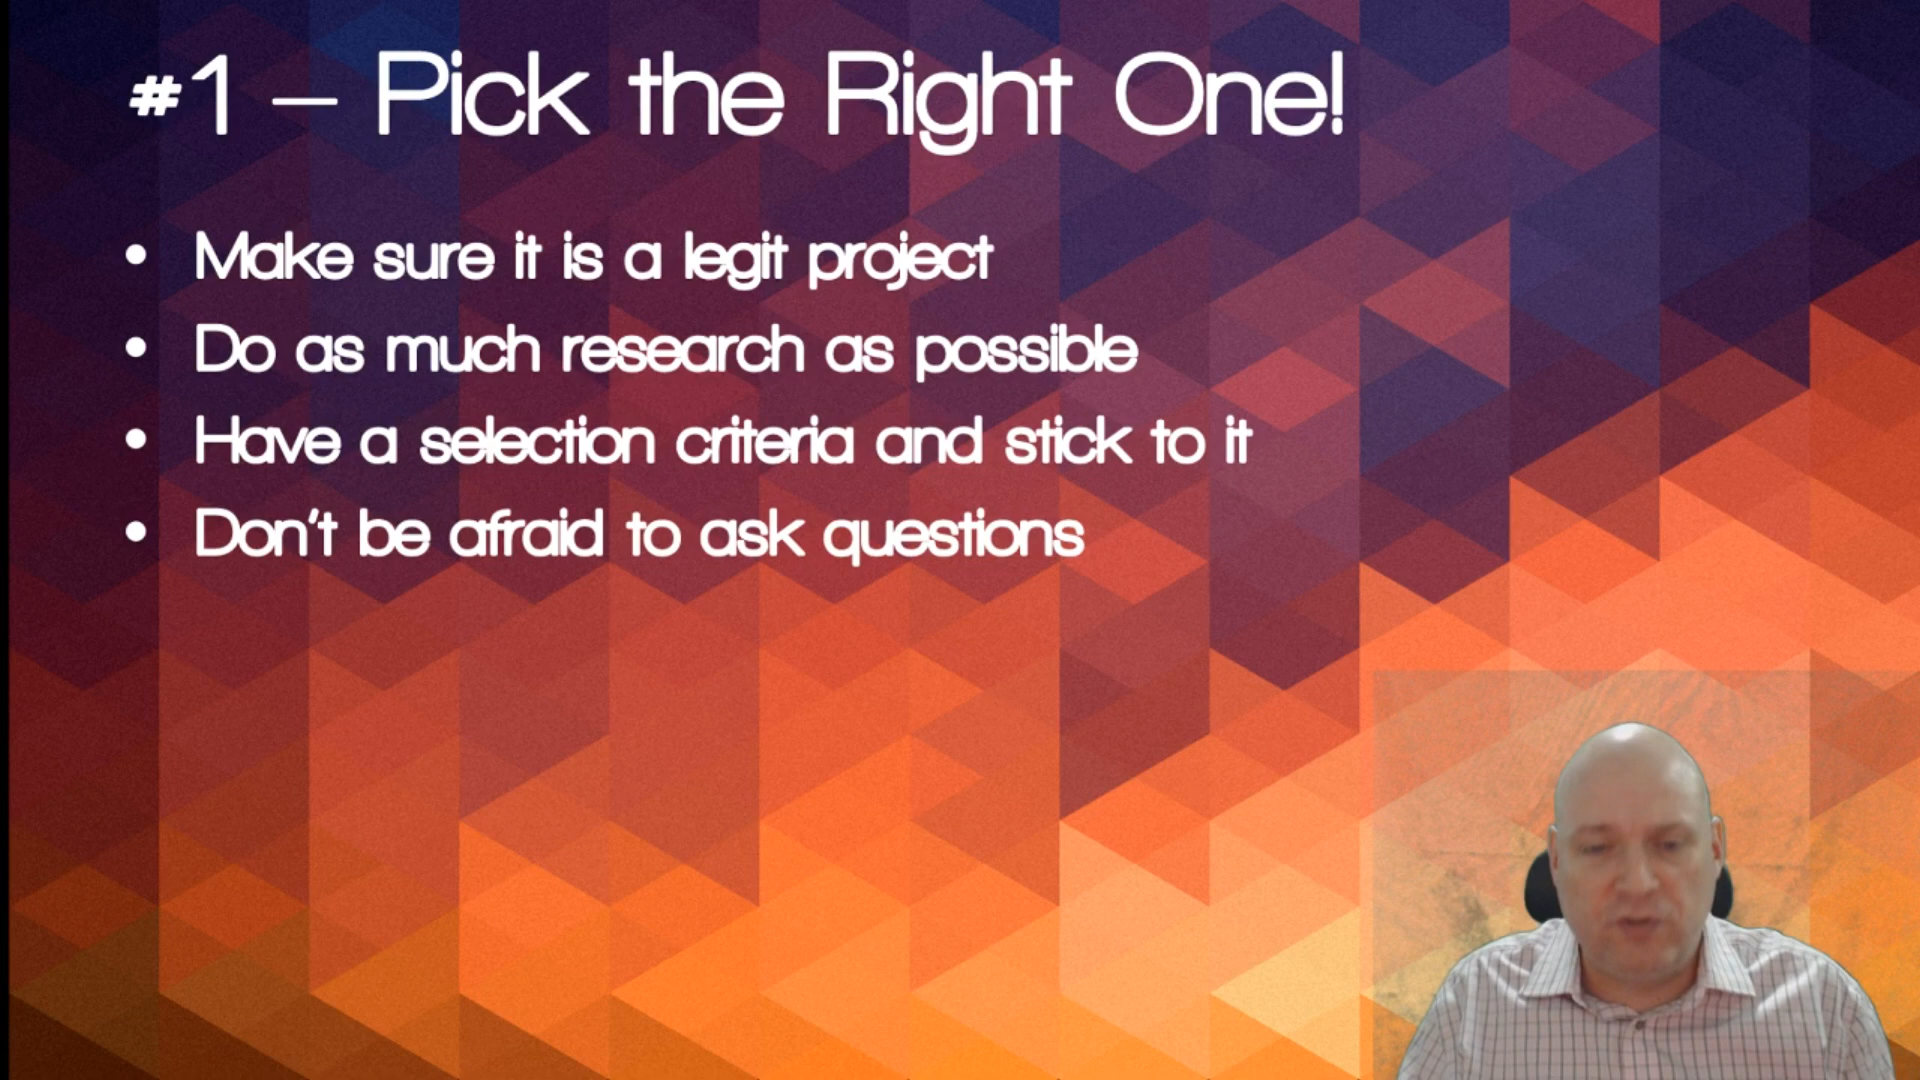 #1 – Pick the Right One!
• Make sure it is a legit project
• Do as much research as possible
• Have a selection criteria and stick to it
• Don't be afraid to ask questions